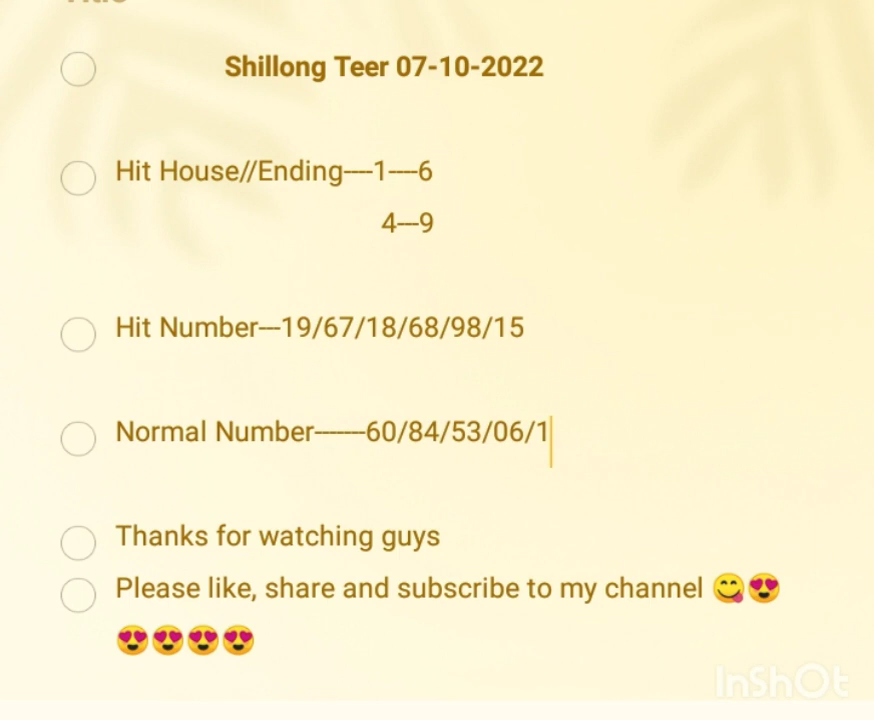 Shillong Teer 07-10-2022
Hit House//Ending----1----6
4---9
Hit Number---19/67/18/68/98/15
Normal Number-------60/84/53/06/1
Thanks for watching guys
Please like, share and subscribe to my channel 😋😍
😍😍😍😍
InShOt